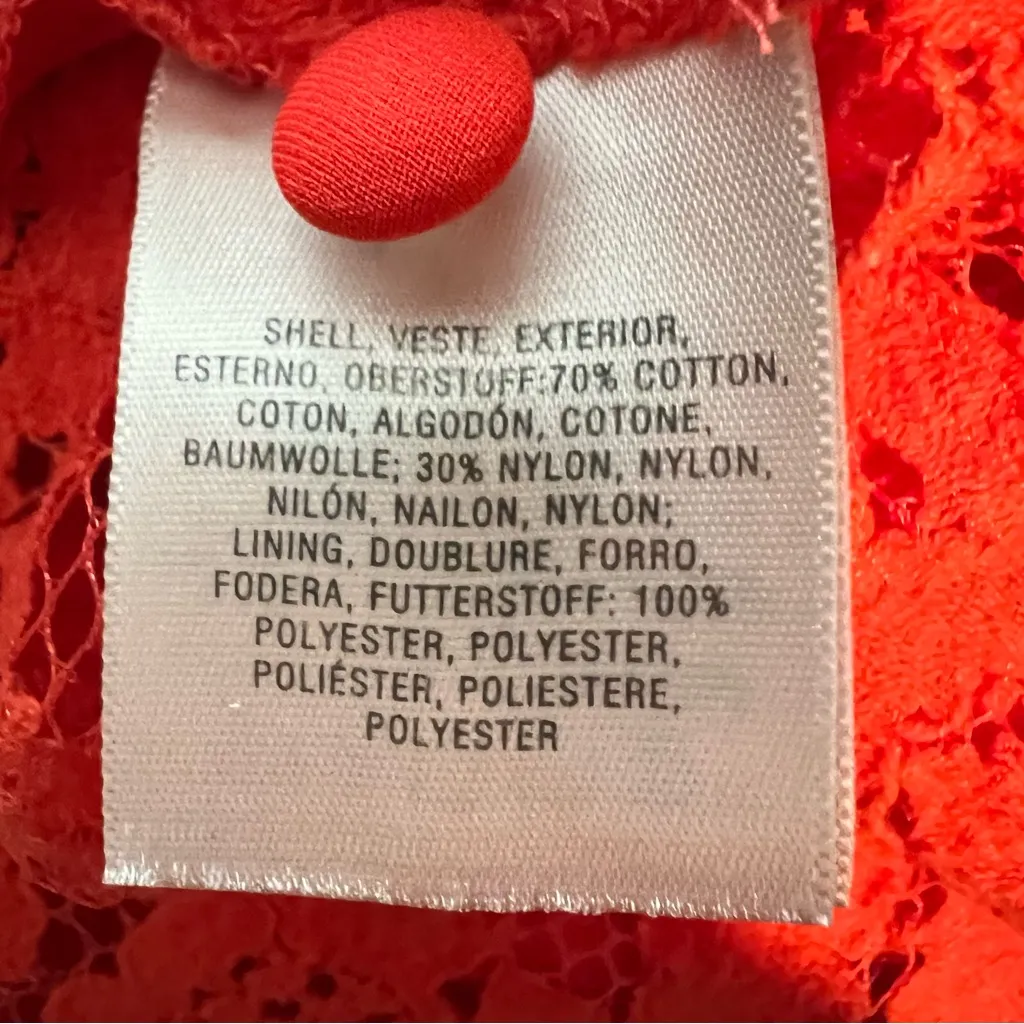 SHELL, VESTE, EXTERIOR,
ESTERNO, OBERSTOFF:70% COTTON,
COTON, ALGODÓN, COTONE,
BAUMWOLLE; 30% NYLON, NYLON,
NILÓN, NAILON, NYLON;
LINING, DOUBLURE, FORRO,
FODERA, FUTTERSTOFF: 100%
POLYESTER, POLYESTER,
POLIÉSTER, POLIESTERE,
POLYESTER